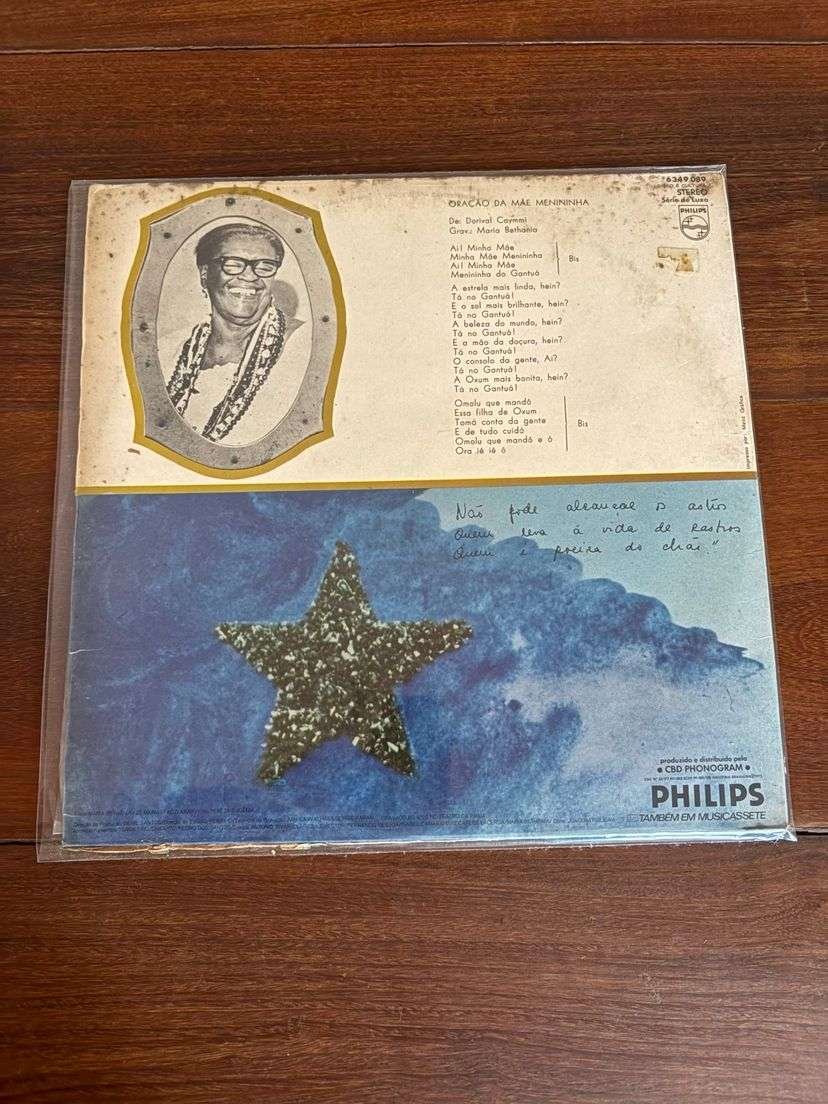 6349 089
STEREO
Série de Luxo
PHILIPS
ORAÇÃO DA MÃE MENININHA
De: Dorival Caymmi
Grav.: Maria Bethania
Ai! Minha Mãe
Minha Mãe Menininha
Ai! Minha Mãe
Menininha do Gantuá
Bis
A estrela mais linda, hein?
Tá no Gantuá!
E o sol mais brilhante, hein?
Tá no Gantuá!
A beleza do mundo, hein?
Tá no Gantuá!
E a mão da doçura, hein?
Tá no Gantuá!
O consolo da gente, Ai?
Tá no Gantuá!
A Oxum mais bonita, hein?
Tá no Gantuá!
Omolu que mandô
Essa filha de Oxum
Tomá conta da gente
E de tudo cuidô
Omolu que mandô e ô
Ora iê iê ô
Bis
Não pode alcançar os astros
Quem leva a vida de rastros
Quem é poeira do chão."
produzido e distribuído pela
• CBD PHONOGRAM •
PHILIPS
TAMBÉM EM MUSICASSETE